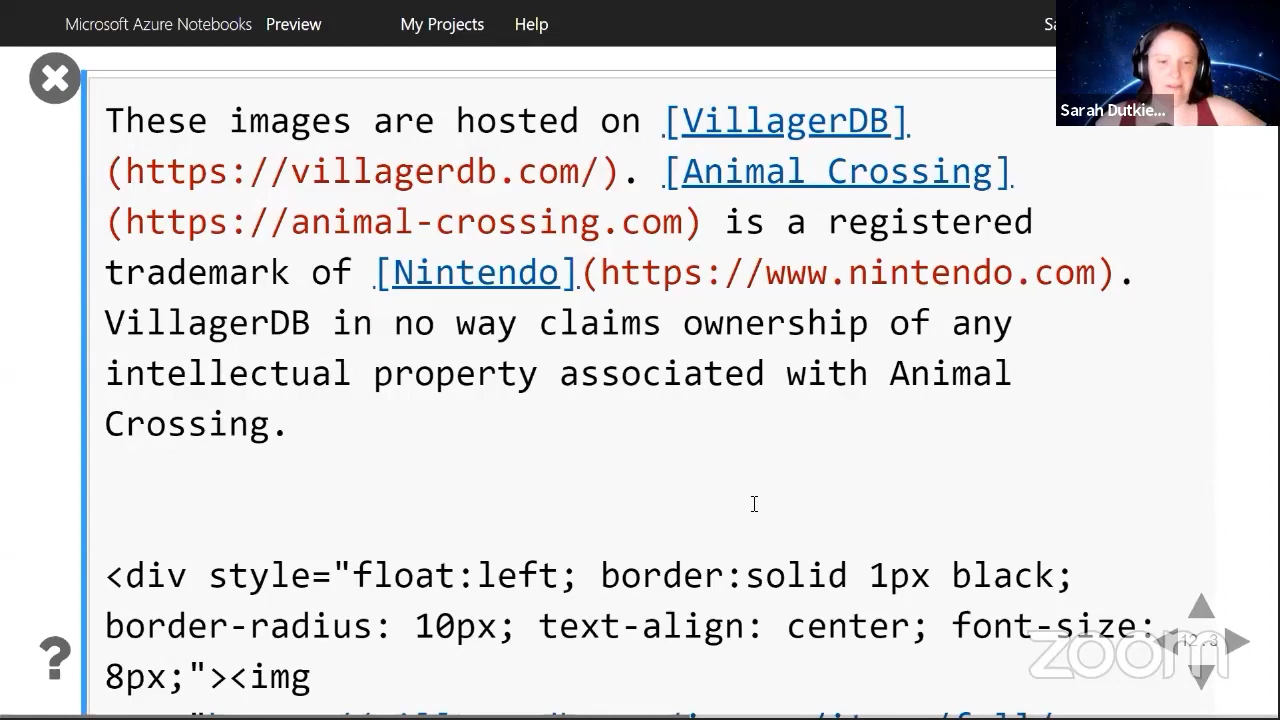 Microsoft Azure Notebooks Preview My Projects Help Sa
Sarah Dutkie...
These images are hosted on [VillagerDB]
(https://villagerdb.com/). [Animal Crossing]
(https://animal-crossing.com) is a registered
trademark of [Nintendo](https://www.nintendo.com).
VillagerDB in no way claims ownership of any
intellectual property associated with Animal
Crossing.
<div style="float:left; border:solid 1px black;
border-radius: 10px; text-align: center; font-size:
8px;"><img
?
zoom